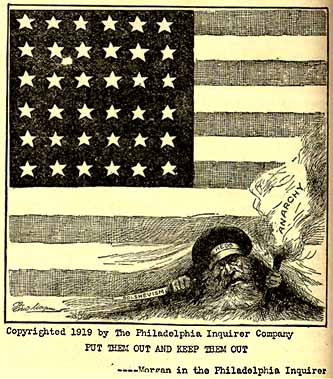 ANARCHY
BOLSHEVISM
Copyrighted 1919 by The Philadelphia Inquirer Company
PUT THEM OUT AND KEEP THEM OUT
----Morgan in the Philadelphia Inquirer